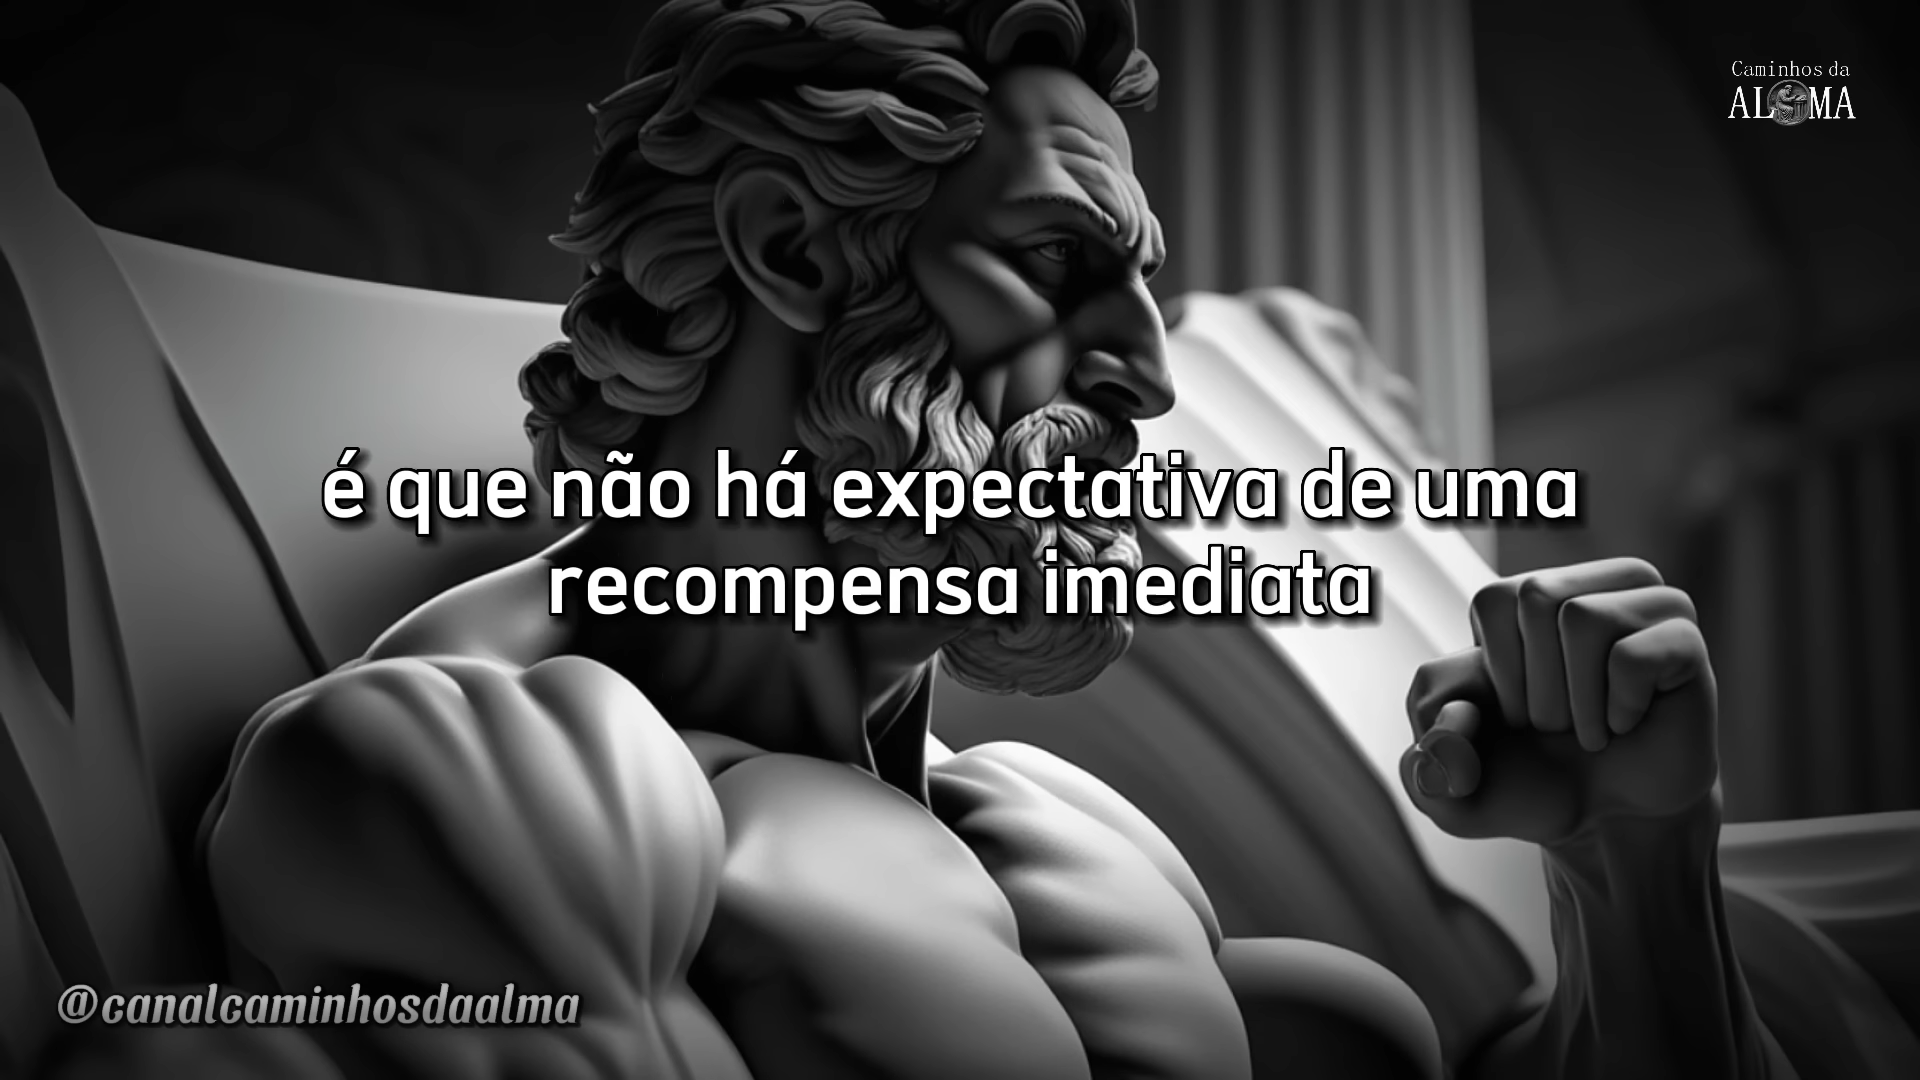 Caminhos da
ALMA
é que não há expectativa de uma
recompensa imediata
@canalcaminhosdaalma